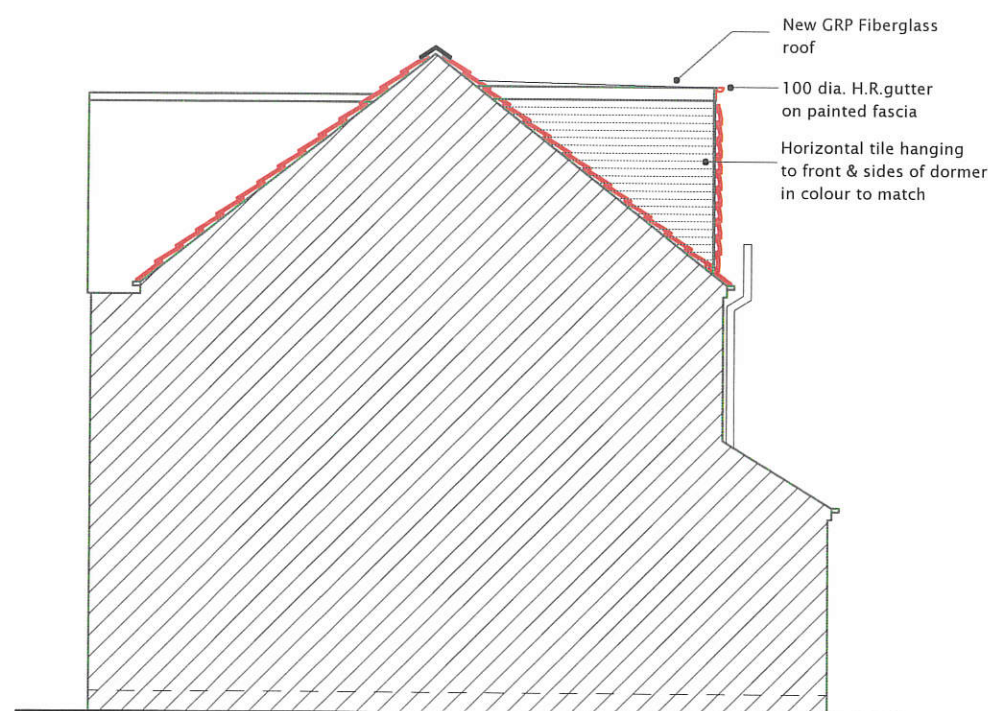 New GRP Fiberglass
roof
100 dia. H.R.gutter
on painted fascia
Horizontal tile hanging
to front & sides of dormer
in colour to match